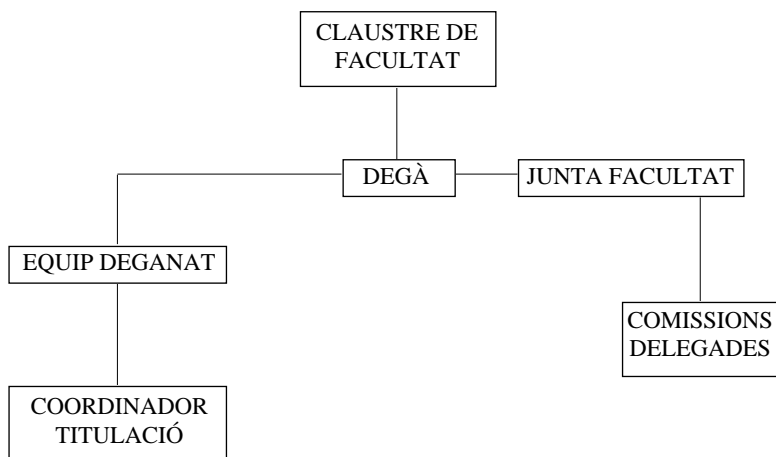 CLAUSTRE DE
FACULTAT
DEGÀ
JUNTA FACULTAT
EQUIP DEGANAT
COMISSIONS
DELEGADES
COORDINADOR
TITULACIÓ